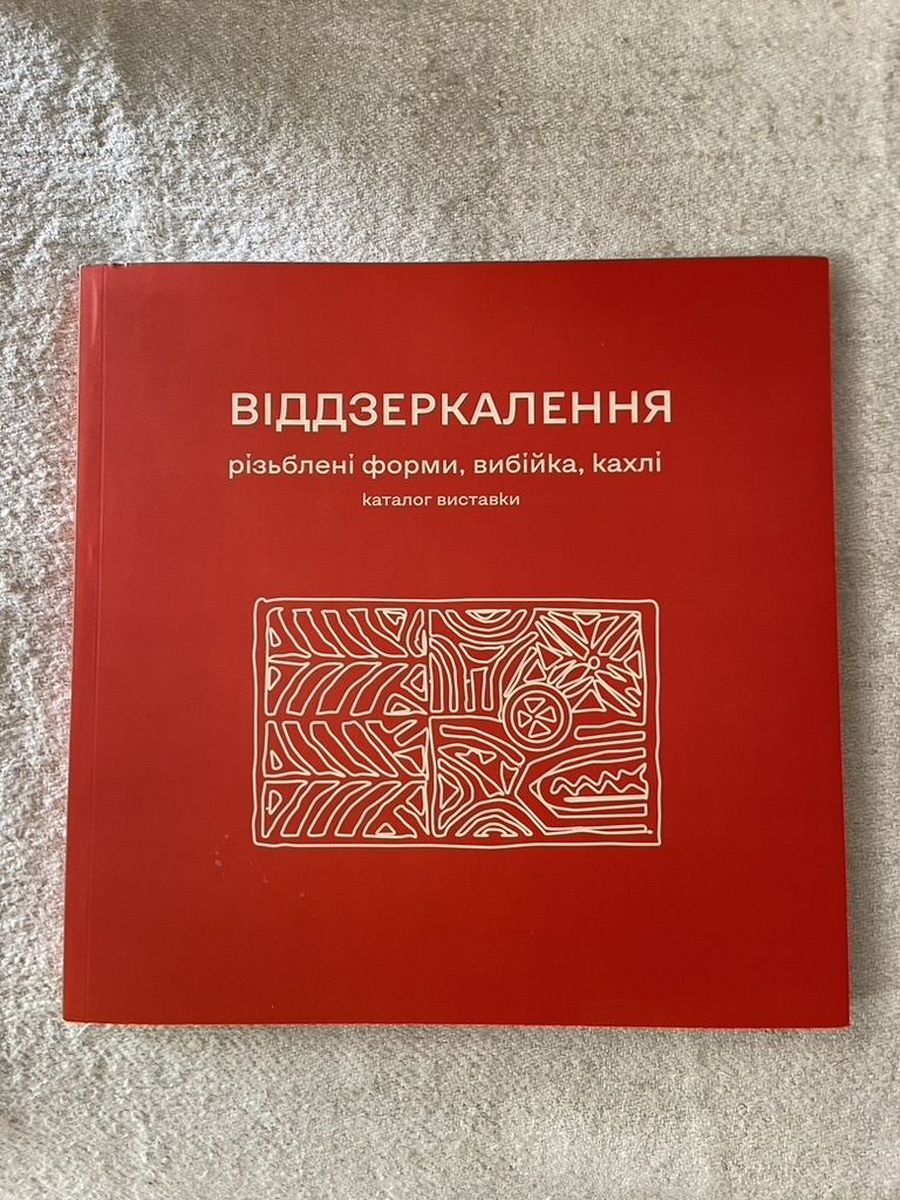 ВІДДЗЕРКАЛЕННЯ
різьблені форми, вибійка, кахлі
каталог виставки